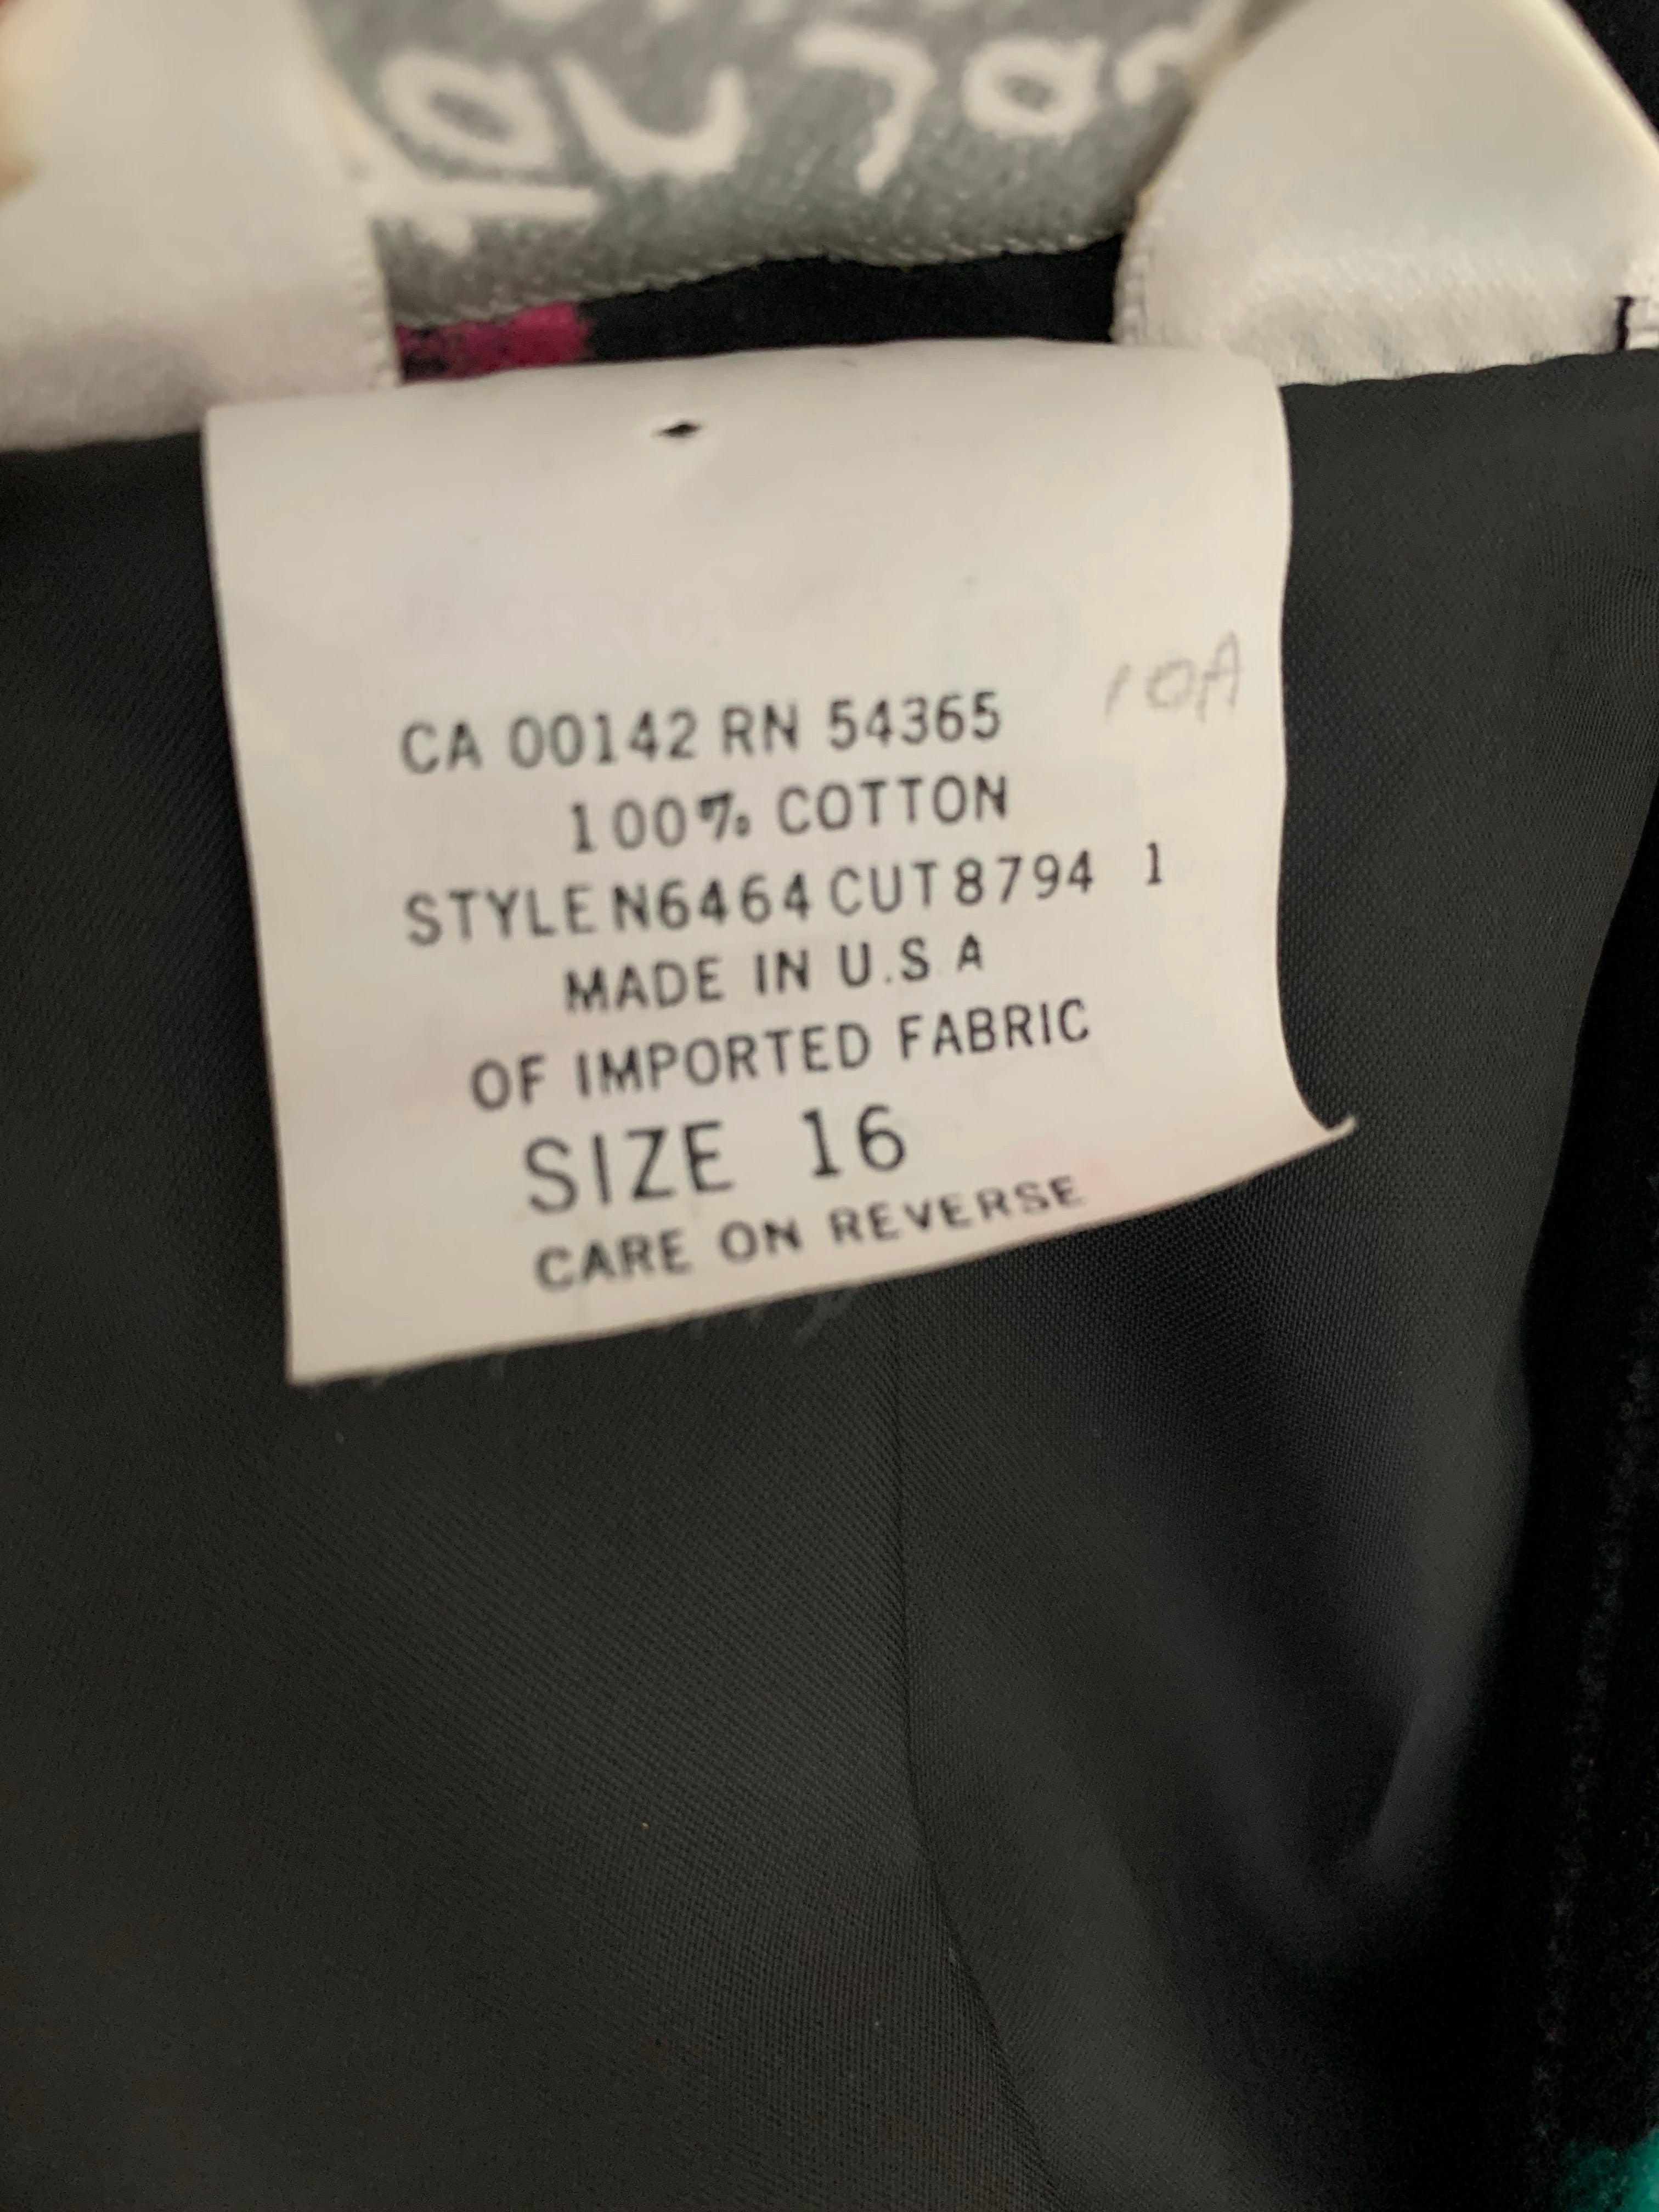 10A
CA 00142 RN 54365
100% COTTON
STYLE N6464 CUT 8794 1
MADE IN U.S A
OF IMPORTED FABRIC
SIZE 16
CARE ON REVERSE